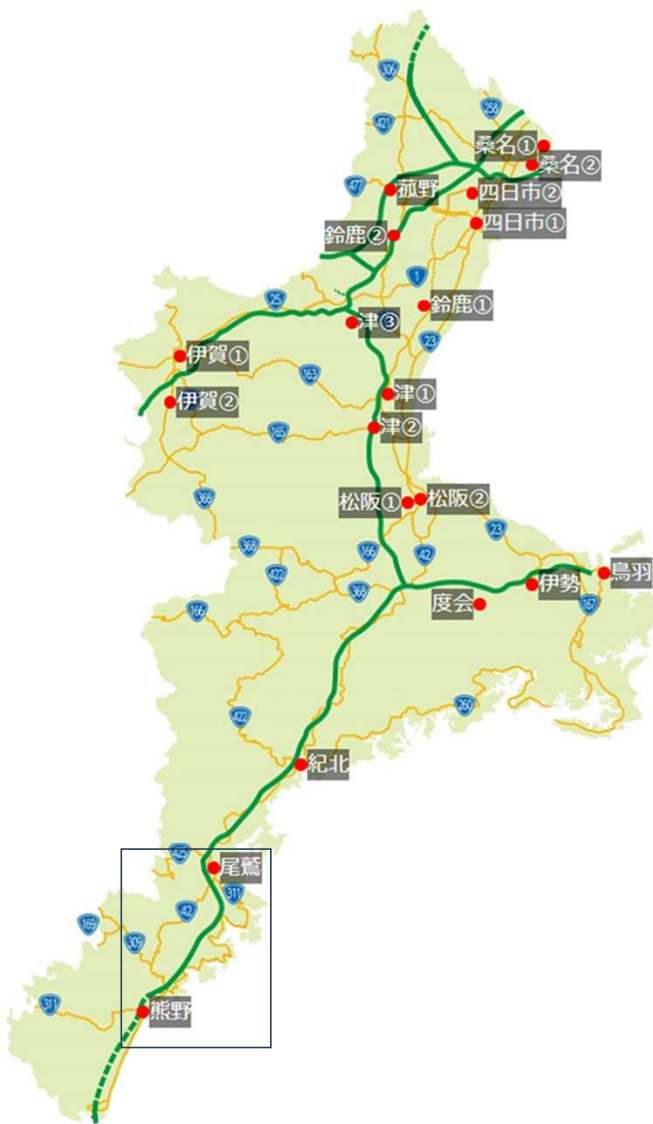 306
258
421
桑名①
桑名②
477
菰野
四日市②
四日市①
鈴鹿②
1
25
鈴鹿①
津③
23
伊賀①
163
津①
伊賀②
165
津②
368
松阪①
松阪②
23
368
166
42
422
368
伊勢
鳥羽
度会
167
166
260
422
紀北
425
尾鷲
311
42
169
309
311
熊野